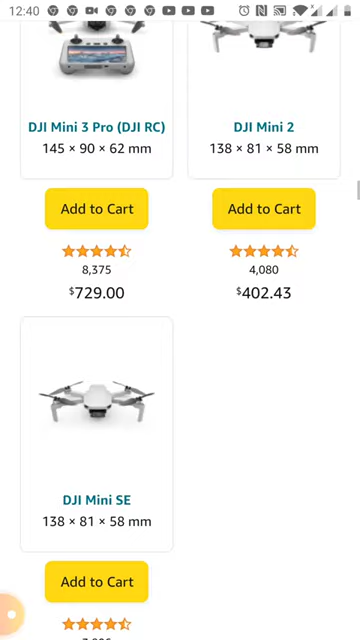 12:40
DJI Mini 3 Pro (DJI RC)
145 × 90 × 62 mm
Add to Cart
8,375
$729.00
DJI Mini 2
138 × 81 × 58 mm
Add to Cart
4,080
$402.43
DJI Mini SE
138 × 81 × 58 mm
Add to Cart